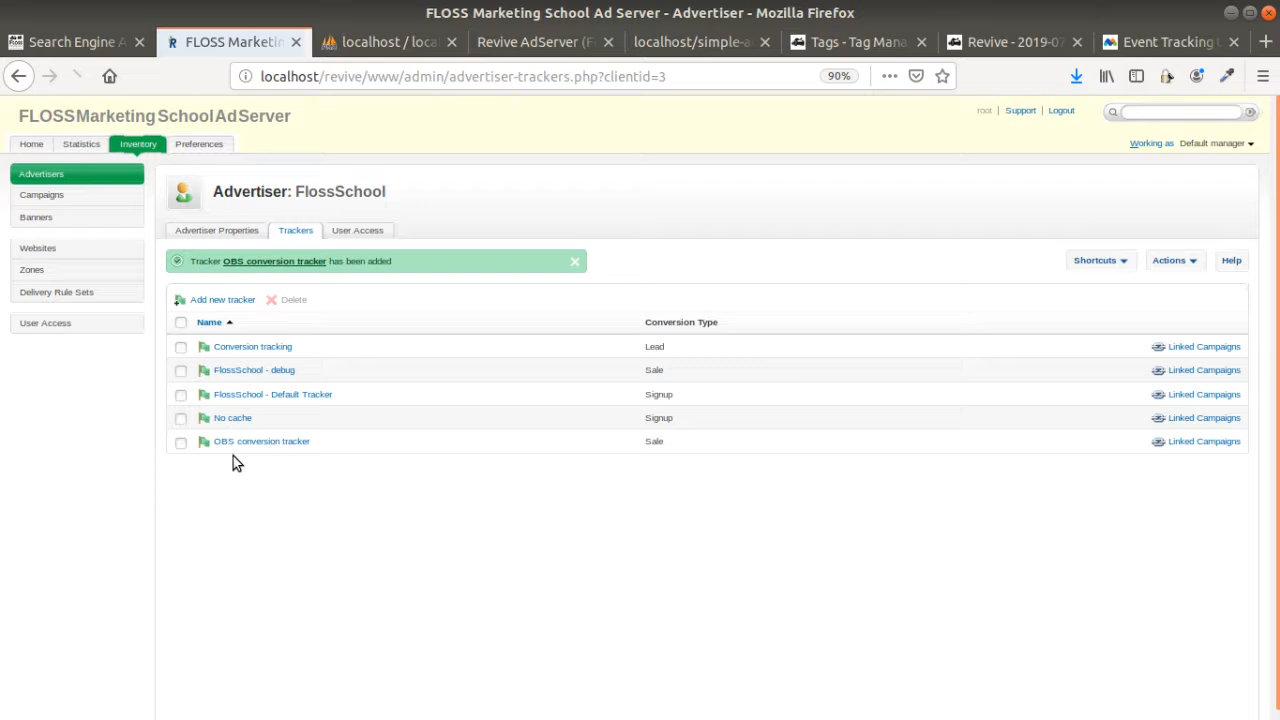 FLOSS Marketing School Ad Server - Advertiser - Mozilla Firefox
Search Engine A
FLOSS Marketin
localhost / loca
Revive AdServer (F
localhost/simple-a
Tags - Tag Mana
Revive - 2019-07
Event Tracking
localhost/revive/www/admin/advertiser-trackers.php?clientid=3
90%
FLOSS Marketing School Ad Server
root | Support | Logout
Home
Statistics
Inventory
Preferences
Working as Default manager
Advertisers
Campaigns
Banners
Websites
Zones
Delivery Rule Sets
User Access
Advertiser: FlossSchool
Advertiser Properties
Trackers
User Access
Tracker OBS conversion tracker has been added
Shortcuts
Actions
Help
Add new tracker
Delete
Name
Conversion Type
Conversion tracking Lead Linked Campaigns
FlossSchool - debug Sale Linked Campaigns
FlossSchool - Default Tracker Signup Linked Campaigns
No cache Signup Linked Campaigns
OBS conversion tracker Sale Linked Campaigns